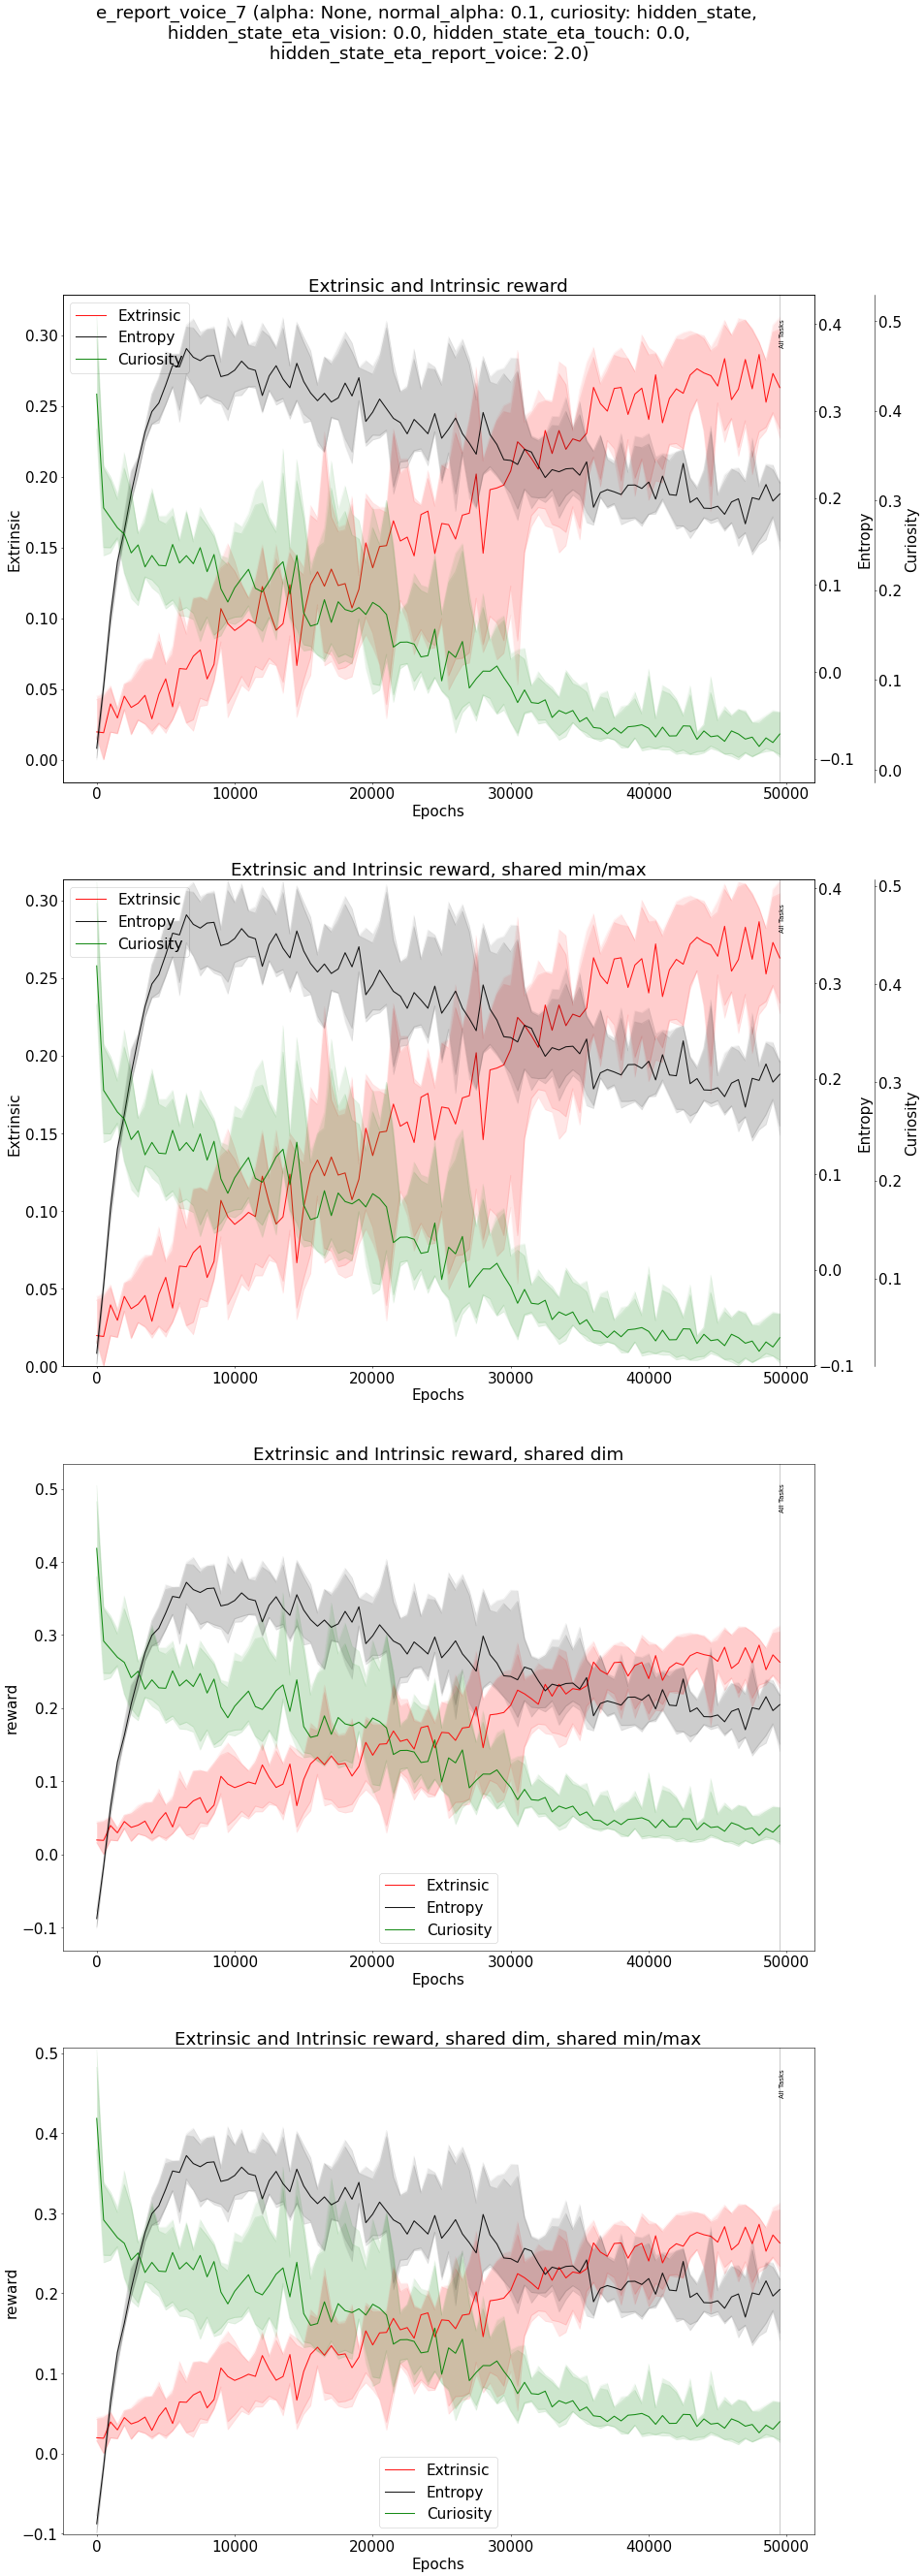 e_report_voice_7 (alpha: None, normal_alpha: 0.1, curiosity: hidden_state,
hidden_state_eta_vision: 0.0, hidden_state_eta_touch: 0.0,
hidden_state_eta_report_voice: 2.0)
Extrinsic and Intrinsic reward
Extrinsic
Entropy
Curiosity
All Tasks
0.30
0.25
0.20
0.15
0.10
0.05
0.00
Extrinsic
0.4
0.3
0.2
0.1
0.0
−0.1
Entropy
0.5
0.4
0.3
0.2
0.1
0.0
Curiosity
0 10000 20000 30000 40000 50000
Epochs
Extrinsic and Intrinsic reward, shared min/max
Extrinsic
Entropy
Curiosity
All Tasks
0.30
0.25
0.20
0.15
0.10
0.05
0.00
Extrinsic
0.4
0.3
0.2
0.1
0.0
−0.1
Entropy
0.5
0.4
0.3
0.2
0.1
Curiosity
0 10000 20000 30000 40000 50000
Epochs
Extrinsic and Intrinsic reward, shared dim
All Tasks
0.5
0.4
0.3
0.2
0.1
0.0
−0.1
reward
Extrinsic
Entropy
Curiosity
0 10000 20000 30000 40000 50000
Epochs
Extrinsic and Intrinsic reward, shared dim, shared min/max
All Tasks
0.5
0.4
0.3
0.2
0.1
0.0
−0.1
reward
Extrinsic
Entropy
Curiosity
0 10000 20000 30000 40000 50000
Epochs